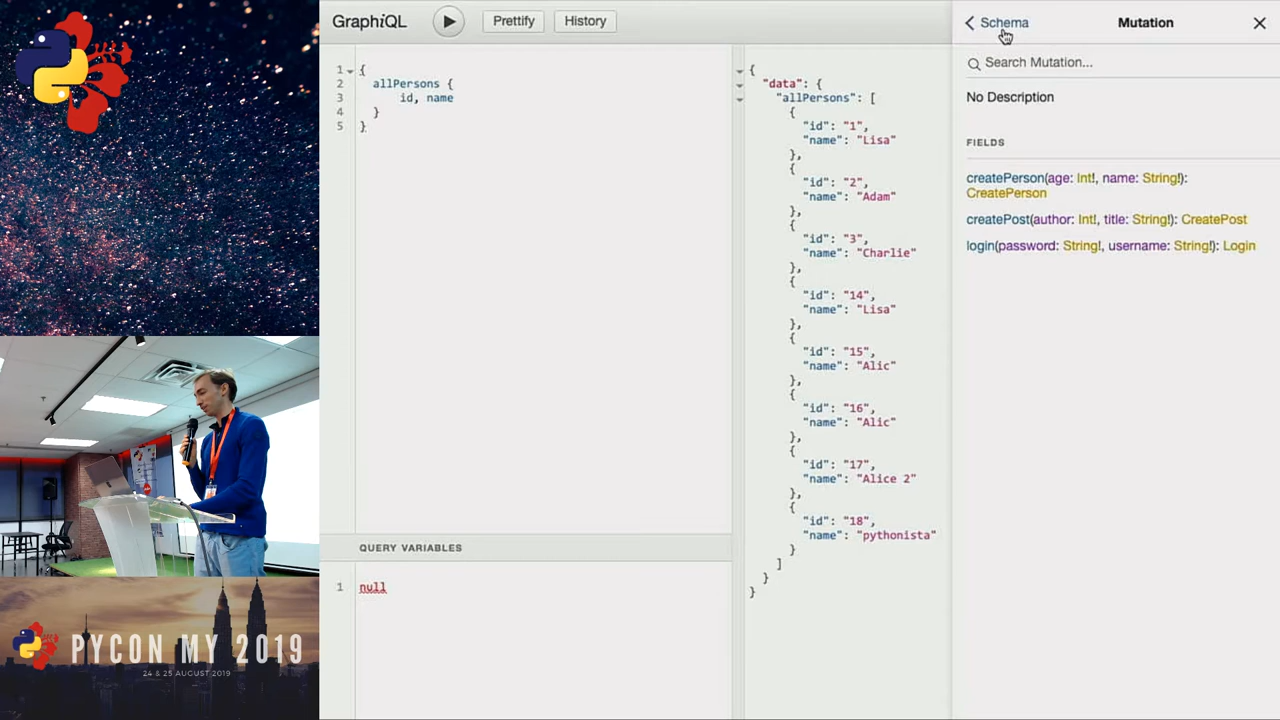 GraphiQL
Prettify
History
1 {
2 allPersons {
3 id, name
4 }
5 }
QUERY VARIABLES
1 null
{
"data": {
"allPersons": [
{
"id": "1",
"name": "Lisa"
},
{
"id": "2",
"name": "Adam"
},
{
"id": "3",
"name": "Charlie"
},
{
"id": "14",
"name": "Lisa"
},
{
"id": "15",
"name": "Alic"
},
{
"id": "16",
"name": "Alic"
},
{
"id": "17",
"name": "Alice 2"
},
{
"id": "18",
"name": "pythonista"
}
]
}
}
Schema
Mutation
Search Mutation...
No Description
FIELDS
createPerson(age: Int!, name: String!):
CreatePerson
createPost(author: Int!, title: String!): CreatePost
login(password: String!, username: String!): Login
PYCON MY 2019
24 & 25 AUGUST 2019